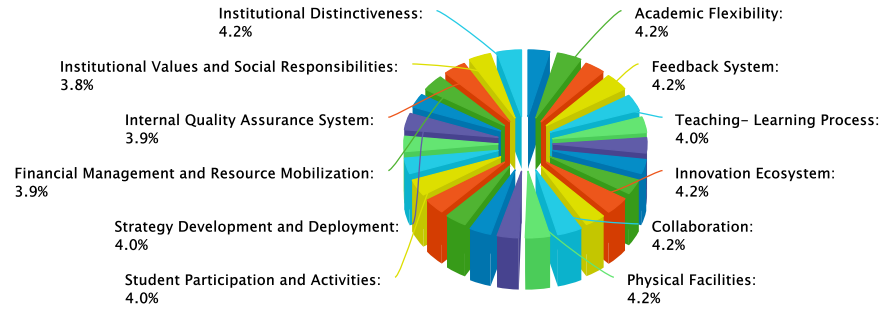 Institutional Distinctiveness:
4.2%
Academic Flexibility:
4.2%
Institutional Values and Social Responsibilities:
3.8%
Feedback System:
4.2%
Internal Quality Assurance System:
3.9%
Teaching- Learning Process:
4.0%
Financial Management and Resource Mobilization:
3.9%
Innovation Ecosystem:
4.2%
Strategy Development and Deployment:
4.0%
Collaboration:
4.2%
Student Participation and Activities:
4.0%
Physical Facilities:
4.2%